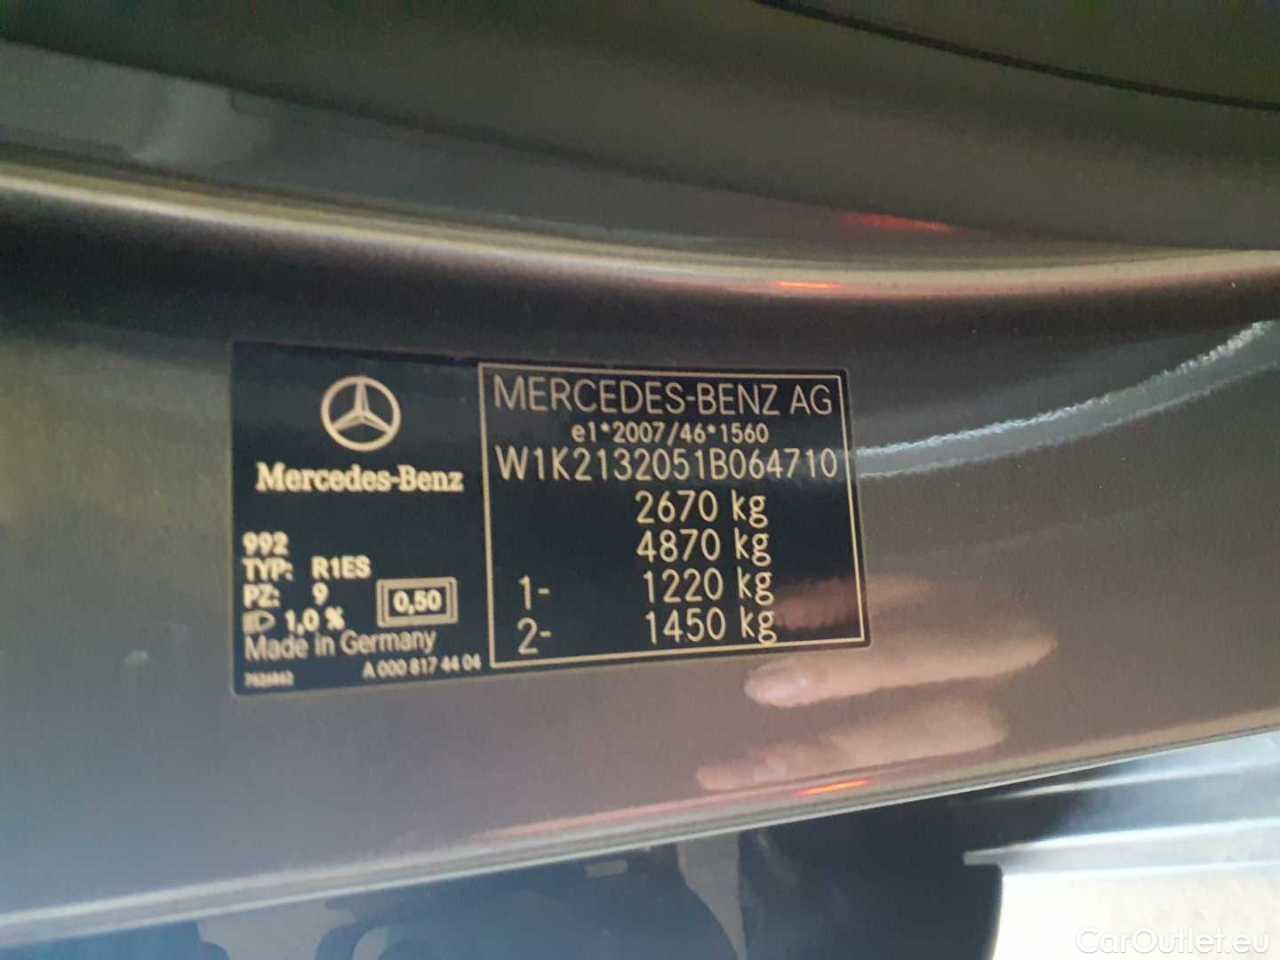 Mercedes-Benz
992
TYP: R1ES
PZ: 9
1,0 %
0,50
Made in Germany
A 000 817 44 04
MERCEDES-BENZ AG
e1*2007/46*1560
W1K2132051B064710
2670 kg
4870 kg
1- 1220 kg
2- 1450 kg
CarOutlet.eu